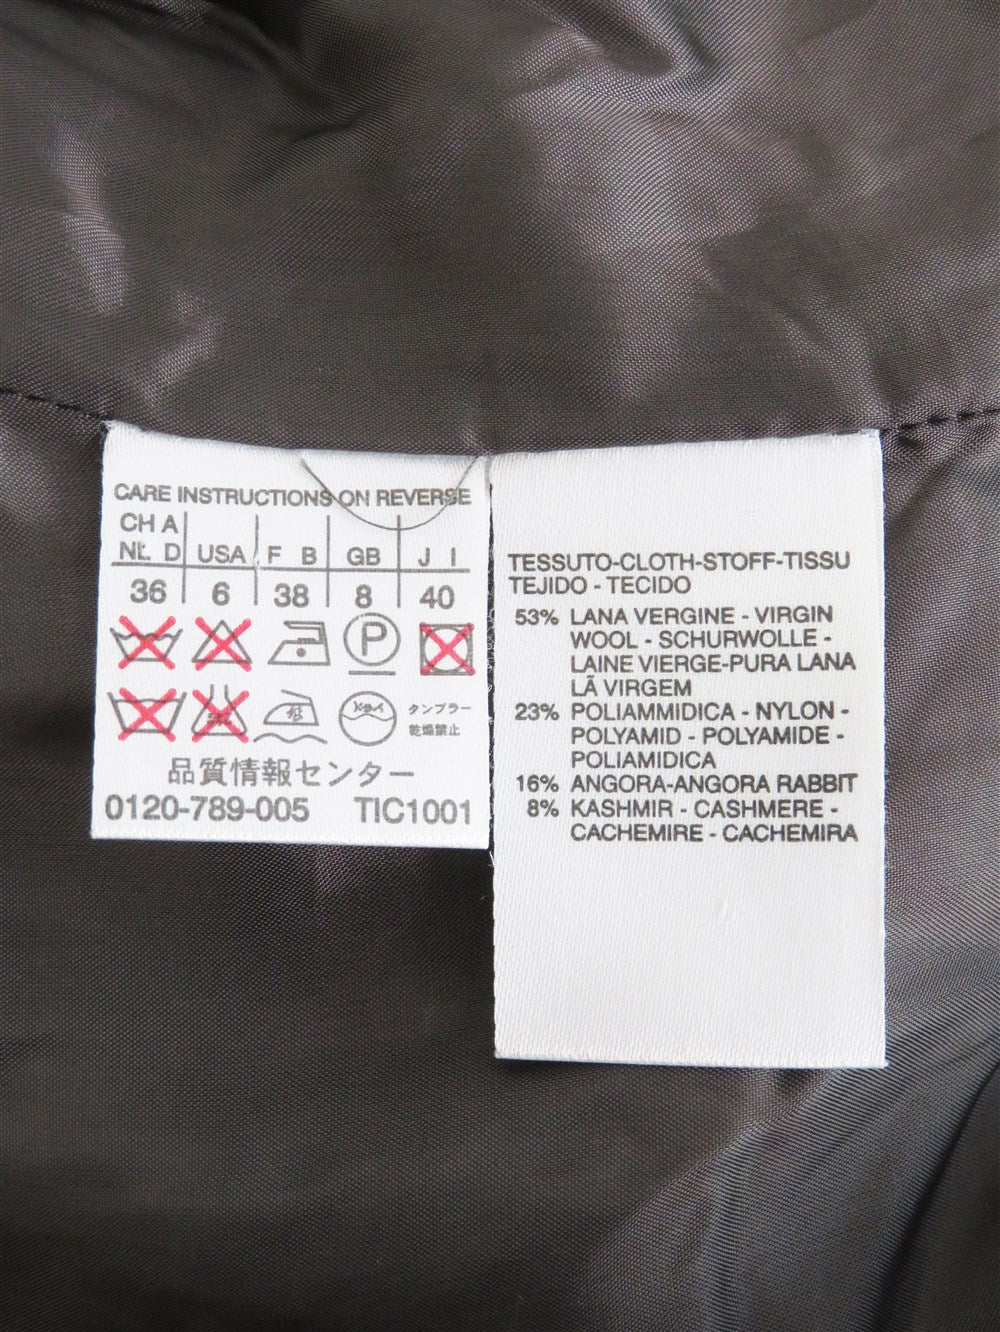 CARE INSTRUCTIONS ON REVERSE
CH A
NL D USA F B GB J I
36 6 38 8 40
P
タンブラー
乾燥禁止
品質情報センター
0120-789-005 TIC1001
TESSUTO-CLOTH-STOFF-TISSU
TEJIDO - TECIDO
53% LANA VERGINE - VIRGIN
WOOL - SCHURWOLLE -
LAINE VIERGE-PURA LANA
LÃ VIRGEM
23% POLIAMMIDICA - NYLON -
POLYAMID - POLYAMIDE -
POLIAMIDICA
16% ANGORA-ANGORA RABBIT
8% KASHMIR - CASHMERE -
CACHEMIRE - CACHEMIRA